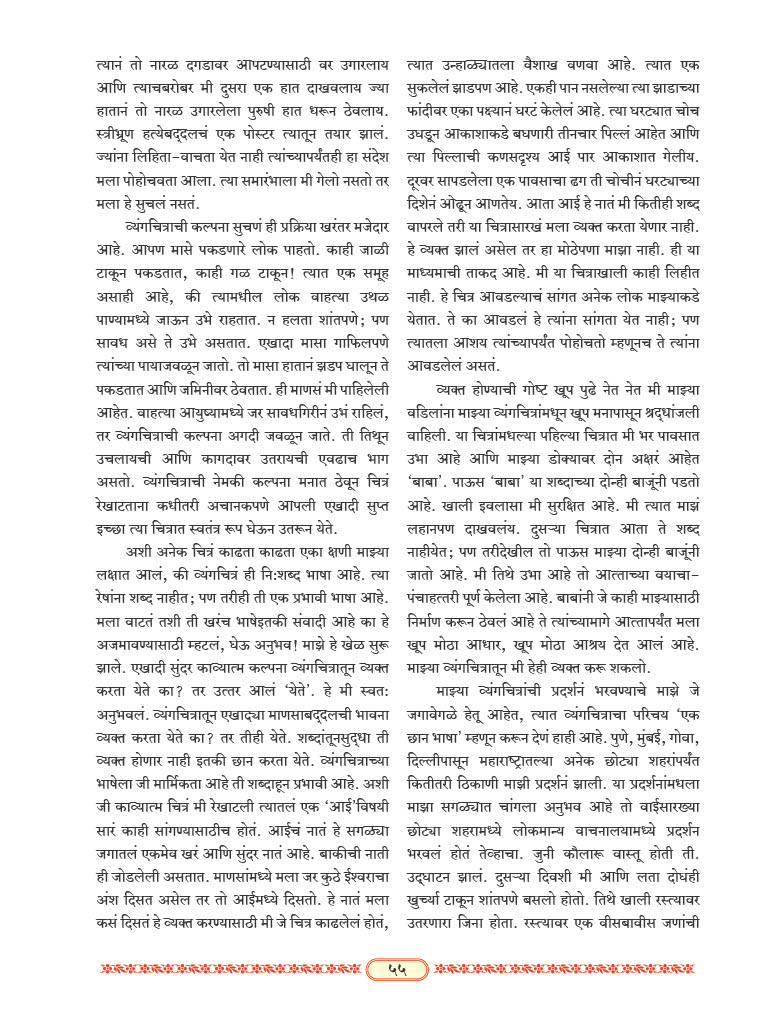 त्यानं तो नारळ दगडावर आपटण्यासाठी वर उगारलाय
आणि त्याचबरोबर मी दुसरा एक हात दाखवलाय ज्या
हातानं तो नारळ उगारलेला पुरुषी हात धरून ठेवलाय.
स्त्रीभ्रूण हत्येबद्दलचं एक पोस्टर त्यातून तयार झालं.
ज्यांना लिहिता-वाचता येत नाही त्यांच्यापर्यंतही हा संदेश
मला पोहोचवता आला. त्या समारंभाला मी गेलो नसतो तर
मला हे सुचलं नसतं.
व्यंगचित्राची कल्पना सुचणं ही प्रक्रिया खरंतर मजेदार
आहे. आपण मासे पकडणारे लोक पाहतो. काही जाळी
टाकून पकडतात, काही गळ टाकून! त्यात एक समूह
असाही आहे, की त्यामधील लोक वाहत्या उथळ
पाण्यामध्ये जाऊन उभे राहतात. न हलता शांतपणे; पण
सावध असे ते उभे असतात. एखादा मासा गाफिलपणे
त्यांच्या पायाजवळून जातो. तो मासा हातानं झडप घालून ते
पकडतात आणि जमिनीवर ठेवतात. ही माणसं मी पाहिलेली
आहेत. वाहत्या आयुष्यामध्ये जर सावधगिरीनं उभं राहिलं,
तर व्यंगचित्राची कल्पना अगदी जवळून जाते. ती तिथून
उचलायची आणि कागदावर उतरायची एवढाच भाग
असतो. व्यंगचित्राची नेमकी कल्पना मनात ठेवून चित्रं
रेखाटताना कधीतरी अचानकपणे आपली एखादी सुप्त
इच्छा त्या चित्रात स्वतंत्र रूप घेऊन उतरून येते.
अशी अनेक चित्रं काढता काढता एका क्षणी माझ्या
लक्षात आलं, की व्यंगचित्रं ही नि:शब्द भाषा आहे. त्या
रेषांना शब्द नाहीत; पण तरीही ती एक प्रभावी भाषा आहे.
मला वाटतं तशी ती खरंच भाषेइतकी संवादी आहे का हे
अजमावण्यासाठी म्हटलं, घेऊ अनुभव! माझे हे खेळ सुरू
झाले. एखादी सुंदर काव्यात्म कल्पना व्यंगचित्रातून व्यक्त
करता येते का? तर उत्तर आलं ‘येते’. हे मी स्वत:
अनुभवलं. व्यंगचित्रातून एखाद्या माणसाबद्दलची भावना
व्यक्त करता येते का? तर तीही येते. शब्दांतूनसुद्धा ती
व्यक्त होणार नाही इतकी छान करता येते. व्यंगचित्राच्या
भाषेला जी मार्मिकता आहे ती शब्दाहून प्रभावी आहे. अशी
जी काव्यात्म चित्रं मी रेखाटली त्यातलं एक ‘आई’विषयी
सारं काही सांगण्यासाठीच होतं. आईचं नातं हे सगळ्या
जगातलं एकमेव खरं आणि सुंदर नातं आहे. बाकीची नाती
ही जोडलेली असतात. माणसांमध्ये मला जर कुठे ईश्वराचा
अंश दिसत असेल तर तो आईमध्ये दिसतो. हे नातं मला
कसं दिसतं हे व्यक्त करण्यासाठी मी जे चित्र काढलेलं होतं,
त्यात उन्हाळ्यातला वैशाख वणवा आहे. त्यात एक
सुकलेलं झाडपण आहे. एकही पान नसलेल्या त्या झाडाच्या
फांदीवर एका पक्ष्यानं घरटं केलेलं आहे. त्या घरट्यात चोच
उघडून आकाशाकडे बघणारी तीनचार पिल्लं आहेत आणि
त्या पिल्लाची कणसदृश्य आई पार आकाशात गेलीय.
दूरवर सापडलेला एक पावसाचा ढग ती चोचीनं घरट्याच्या
दिशेनं ओढून आणतेय. आता आई हे नातं मी कितीही शब्द
वापरले तरी या चित्रासारखं मला व्यक्त करता येणार नाही.
हे व्यक्त झालं असेल तर हा मोठेपणा माझा नाही. ही या
माध्यमाची ताकद आहे. मी या चित्राखाली काही लिहीत
नाही. हे चित्र आवडल्याचं सांगत अनेक लोक माझ्याकडे
येतात. ते का आवडलं हे त्यांना सांगता येत नाही; पण
त्यातला आशय त्यांच्यापर्यंत पोहोचतो म्हणूनच ते त्यांना
आवडलेलं असतं.
व्यक्त होण्याची गोष्ट खूप पुढे नेत नेत मी माझ्या
वडिलांना माझ्या व्यंगचित्रांमधून खूप मनापासून श्रद्धांजली
वाहिली. या चित्रांमधल्या पहिल्या चित्रात मी भर पावसात
उभा आहे आणि माझ्या डोक्यावर दोन अक्षरं आहेत
‘बाबा’. पाऊस ‘बाबा’ या शब्दाच्या दोन्ही बाजूंनी पडतो
आहे. खाली इवलासा मी सुरक्षित आहे. मी त्यात माझं
लहानपण दाखवलंय. दुसऱ्या चित्रात आता ते शब्द
नाहीयेत; पण तरीदेखील तो पाऊस माझ्या दोन्ही बाजूंनी
जातो आहे. मी तिथे उभा आहे तो आत्ताच्या वयाचा-
पंचाहत्तरी पूर्ण केलेला आहे. बाबांनी जे काही माझ्यासाठी
निर्माण करून ठेवलं आहे ते त्यांच्यामागे आत्तापर्यंत मला
खूप मोठा आधार, खूप मोठा आश्रय देत आलं आहे.
माझ्या व्यंगचित्रातून मी हेही व्यक्त करू शकलो.
माझ्या व्यंगचित्रांची प्रदर्शनं भरवण्याचे माझे जे
जगावेगळे हेतू आहेत, त्यात व्यंगचित्राचा परिचय ‘एक
छान भाषा’ म्हणून करून देणं हाही आहे. पुणे, मुंबई, गोवा,
दिल्लीपासून महाराष्ट्रातल्या अनेक छोट्या शहरांपर्यंत
कितीतरी ठिकाणी माझी प्रदर्शनं झाली. या प्रदर्शनांमधला
माझा सगळ्यात चांगला अनुभव आहे तो वाईसारख्या
छोट्या शहरामध्ये लोकमान्य वाचनालयामध्ये प्रदर्शन
भरवलं होतं तेव्हाचा. जुनी कौलारू वास्तू होती ती.
उद्घाटन झालं. दुसऱ्या दिवशी मी आणि लता दोघंही
खुर्च्या टाकून शांतपणे बसलो होतो. तिथे खाली रस्त्यावर
उतरणारा जिना होता. रस्त्यावर एक वीसबावीस जणांची
५५